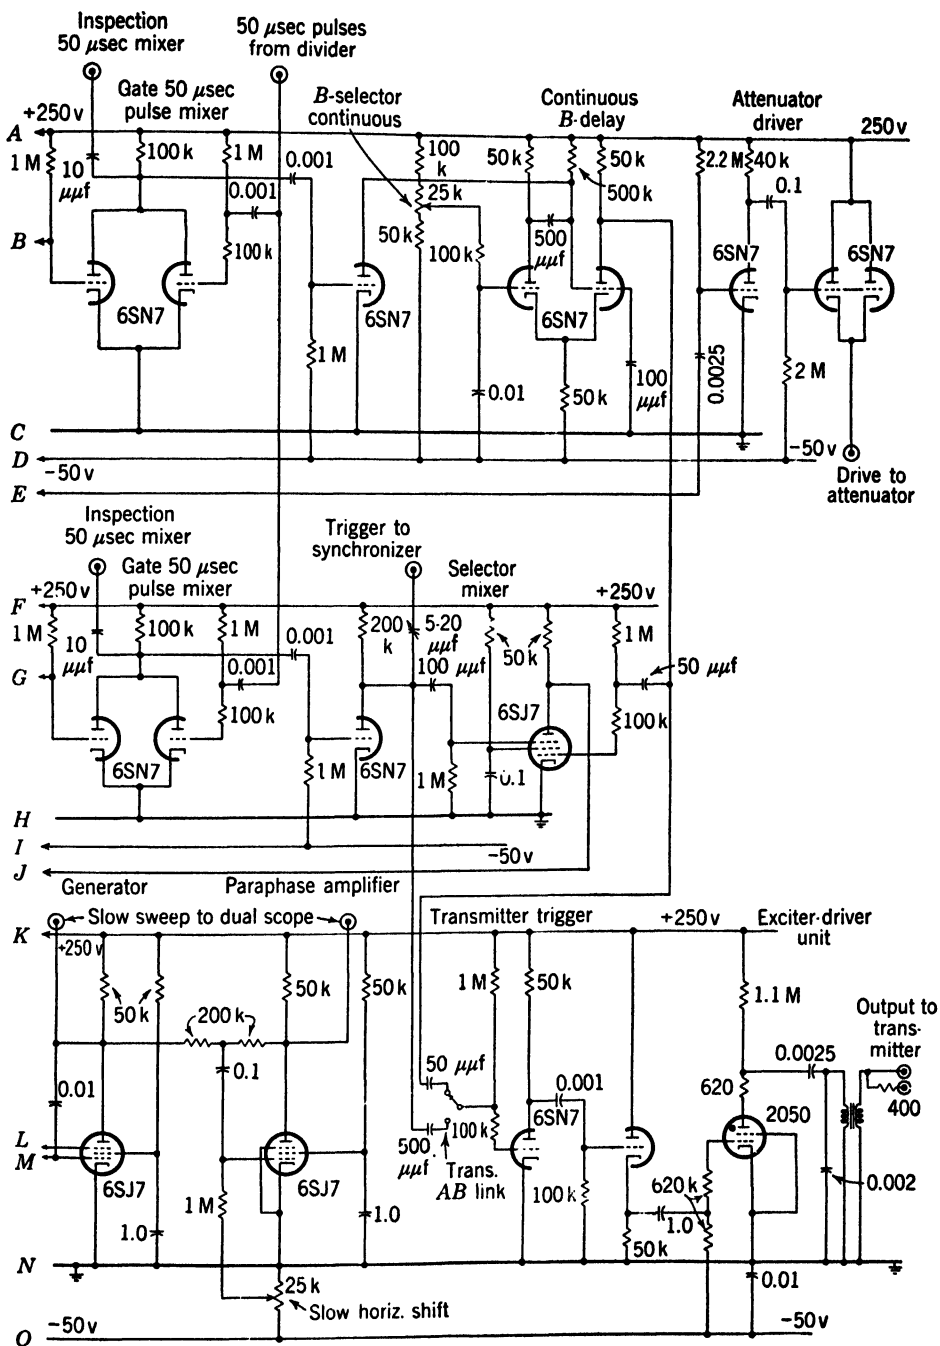 Inspection
50 μsec mixer
50 μsec pulses
from divider
Gate 50 μsec
pulse mixer
B-selector
continuous
Continuous
B-delay
Attenuator
driver
+250 v
250 v
A
1 M
10
μμf
100 k
1 M
0.001
0.001
100
k
25 k
50 k
50 k
500 k
2.2 M
40 k
0.1
B
100 k
50 k
100 k
500
μμf
6SN7
6SN7
6SN7
6SN7
6SN7
1 M
0.01
50 k
100
μμf
0.0025
2 M
C
D
-50 v
-50 v
E
Drive to
attenuator
Inspection
50 μsec mixer
Gate 50 μsec
pulse mixer
Trigger to
synchronizer
Selector
mixer
+250 v
+250 v
F
1 M
10
μμf
100 k
1 M
0.001
0.001
200
k
5-20
μμf
100 μμf
50 k
1 M
50 μμf
G
100 k
6SJ7
100 k
6SN7
1 M
6SN7
1 M
0.1
H
I
-50 v
J
Generator
Paraphase amplifier
Slow sweep to dual scope
Transmitter trigger
+250 v
Exciter-driver
unit
K
+250 v
50 k
50 k
50 k
1 M
50 k
1.1 M
Output to
trans-
mitter
200 k
0.1
0.01
50 μμf
0.001
0.0025
620
400
L
M
6SJ7
6SJ7
500
μμf
100 k
6SN7
2050
Trans.
AB link
1 M
1.0
1.0
100 k
620 k
1.0
50 k
0.002
N
25 k
Slow horiz. shift
0.01
O
-50 v
-50 v